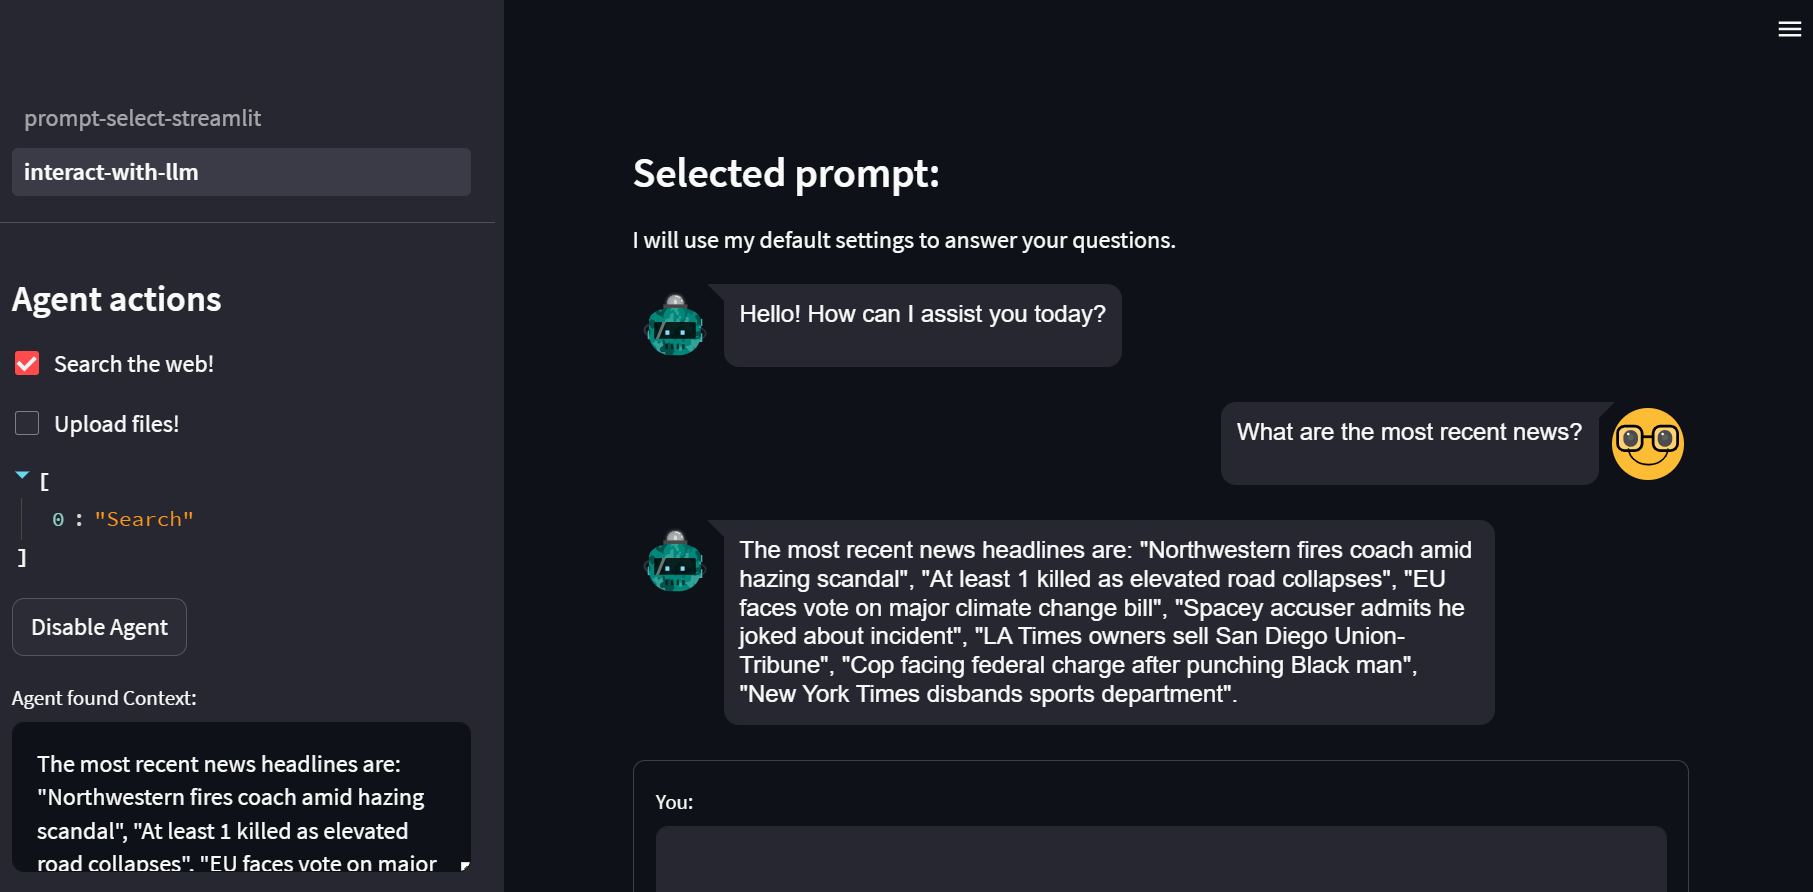 prompt-select-streamlit
interact-with-llm
Agent actions
Search the web!
Upload files!
[
0 : "Search"
]
Disable Agent
Agent found Context:
The most recent news headlines are:
"Northwestern fires coach amid hazing
scandal", "At least 1 killed as elevated
road collapses", "EU faces vote on major
Selected prompt:
I will use my default settings to answer your questions.
Hello! How can I assist you today?
What are the most recent news?
The most recent news headlines are: "Northwestern fires coach amid
hazing scandal", "At least 1 killed as elevated road collapses", "EU
faces vote on major climate change bill", "Spacey accuser admits he
joked about incident", "LA Times owners sell San Diego Union-
Tribune", "Cop facing federal charge after punching Black man",
"New York Times disbands sports department".
You: